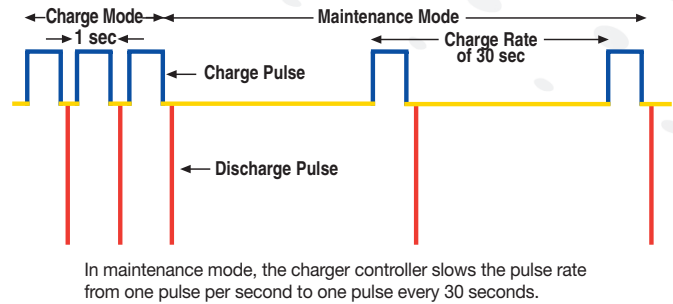 Charge Mode
Maintenance Mode
1 sec
Charge Rate
of 30 sec
Charge Pulse
Discharge Pulse
In maintenance mode, the charger controller slows the pulse rate
from one pulse per second to one pulse every 30 seconds.